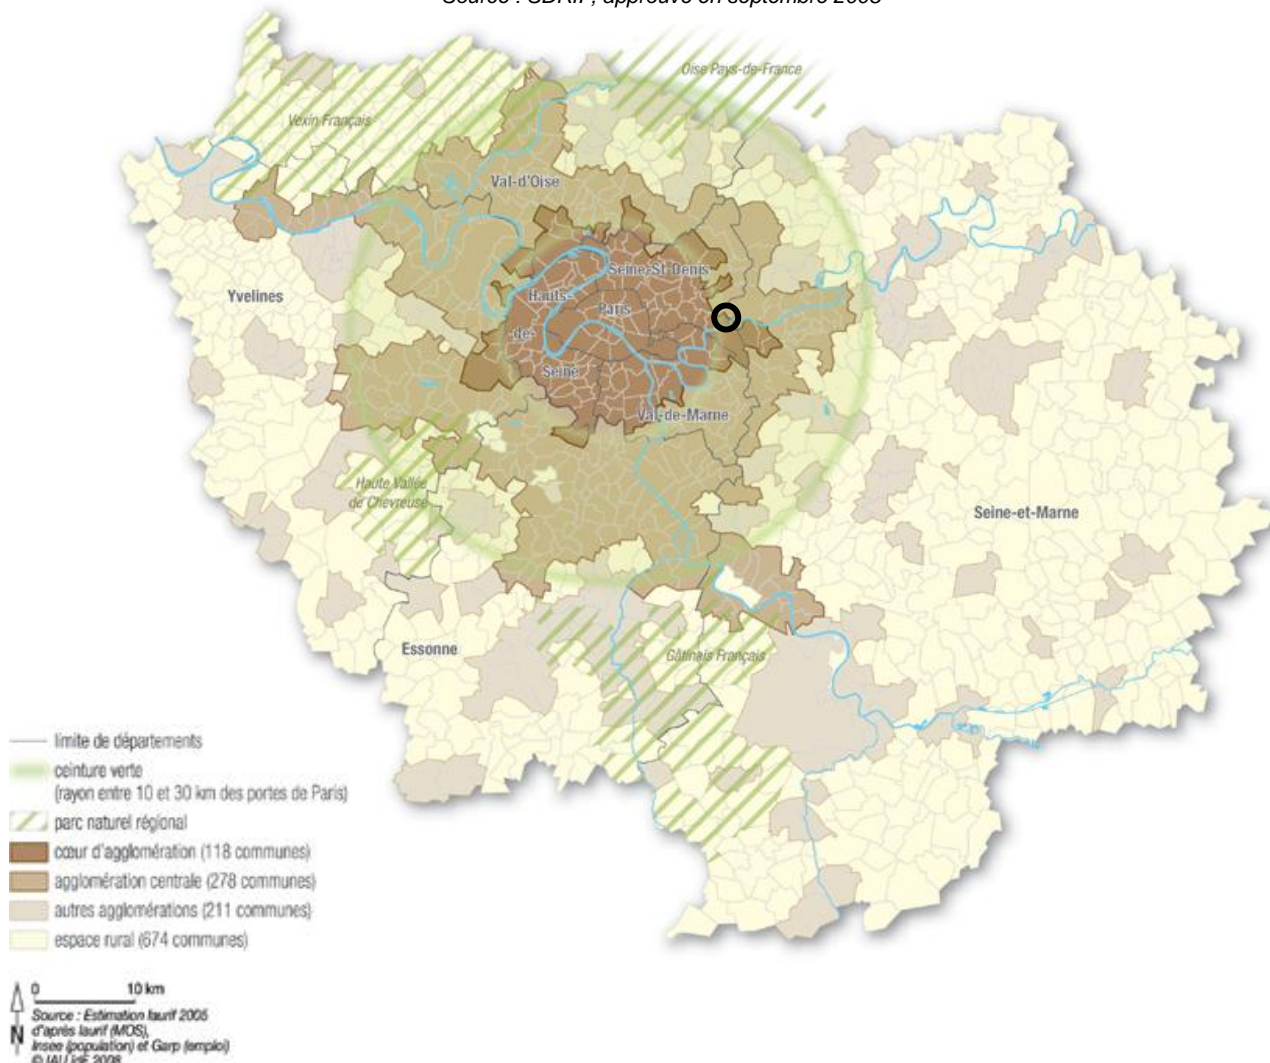 Source : SDRIF, approuvé en septembre 2008
Oise Pays-de-France
Vexin Français
Val-d'Oise
Seine-St-Denis
Yvelines
Hauts-
Paris
-de-
Seine
Val-de-Marne
Haute Vallée
de Chevreuse
Seine-et-Marne
Essonne
Gâtinais Français
limite de départements
ceinture verte
(rayon entre 10 et 30 km des portes de Paris)
parc naturel régional
cœur d'agglomération (118 communes)
agglomération centrale (278 communes)
autres agglomérations (211 communes)
espace rural (674 communes)
0 10 km
N
Source : Estimation Iaurif 2005
d'après Iaurif (MOS),
Insee (population) et Garp (emploi)
© IAU îdF 2008